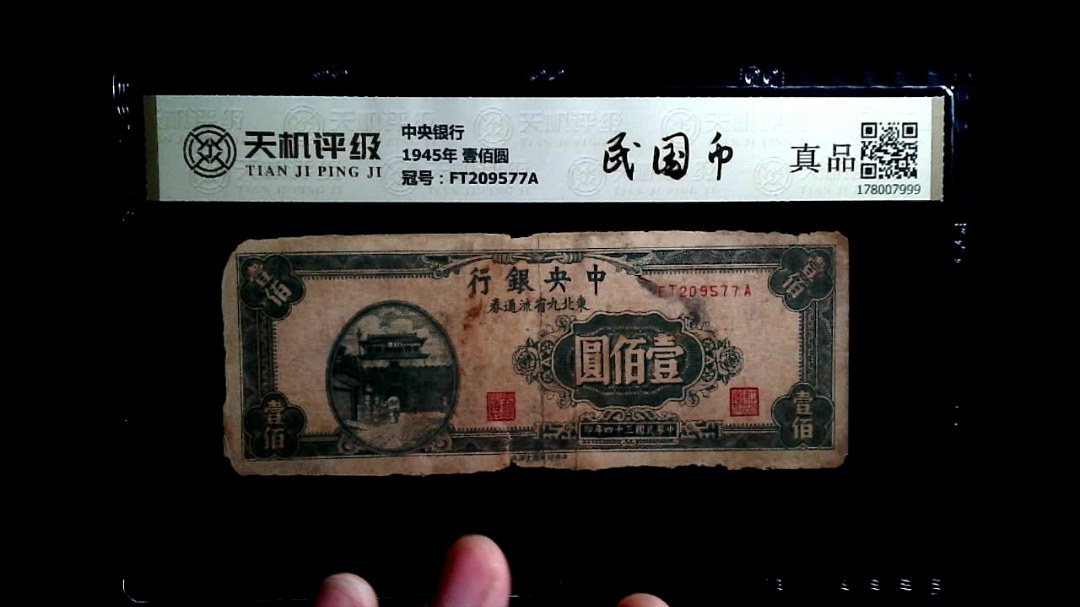 天机评级
TIAN JI PING JI
中央银行
1945年 壹佰圆
冠号：FT209577A
民国币
真品
178007999
壹佰
壹佰
行銀央中
券通流省九北東
FT209577A
圓佰壹
印年四十三國民華中
壹佰
壹佰